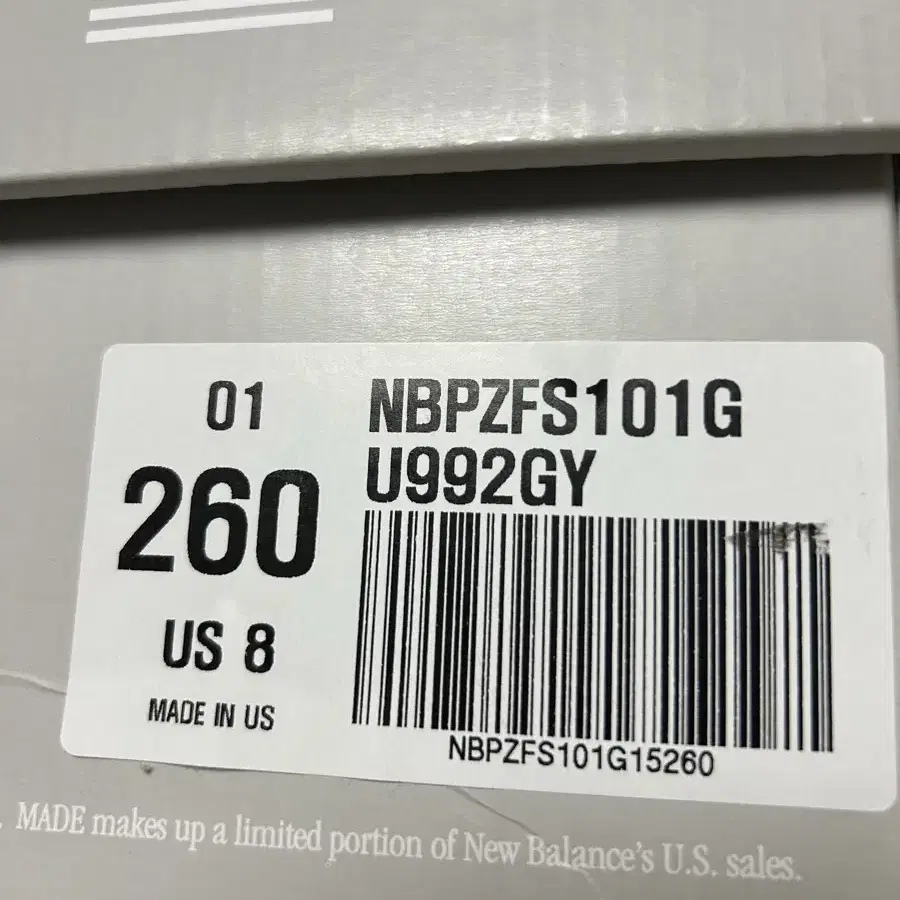 01
260
US 8
MADE IN US
NBPZFS101G
U992GY
NBPZFS101G15260
MADE makes up a limited portion of New Balance's U.S. sales.